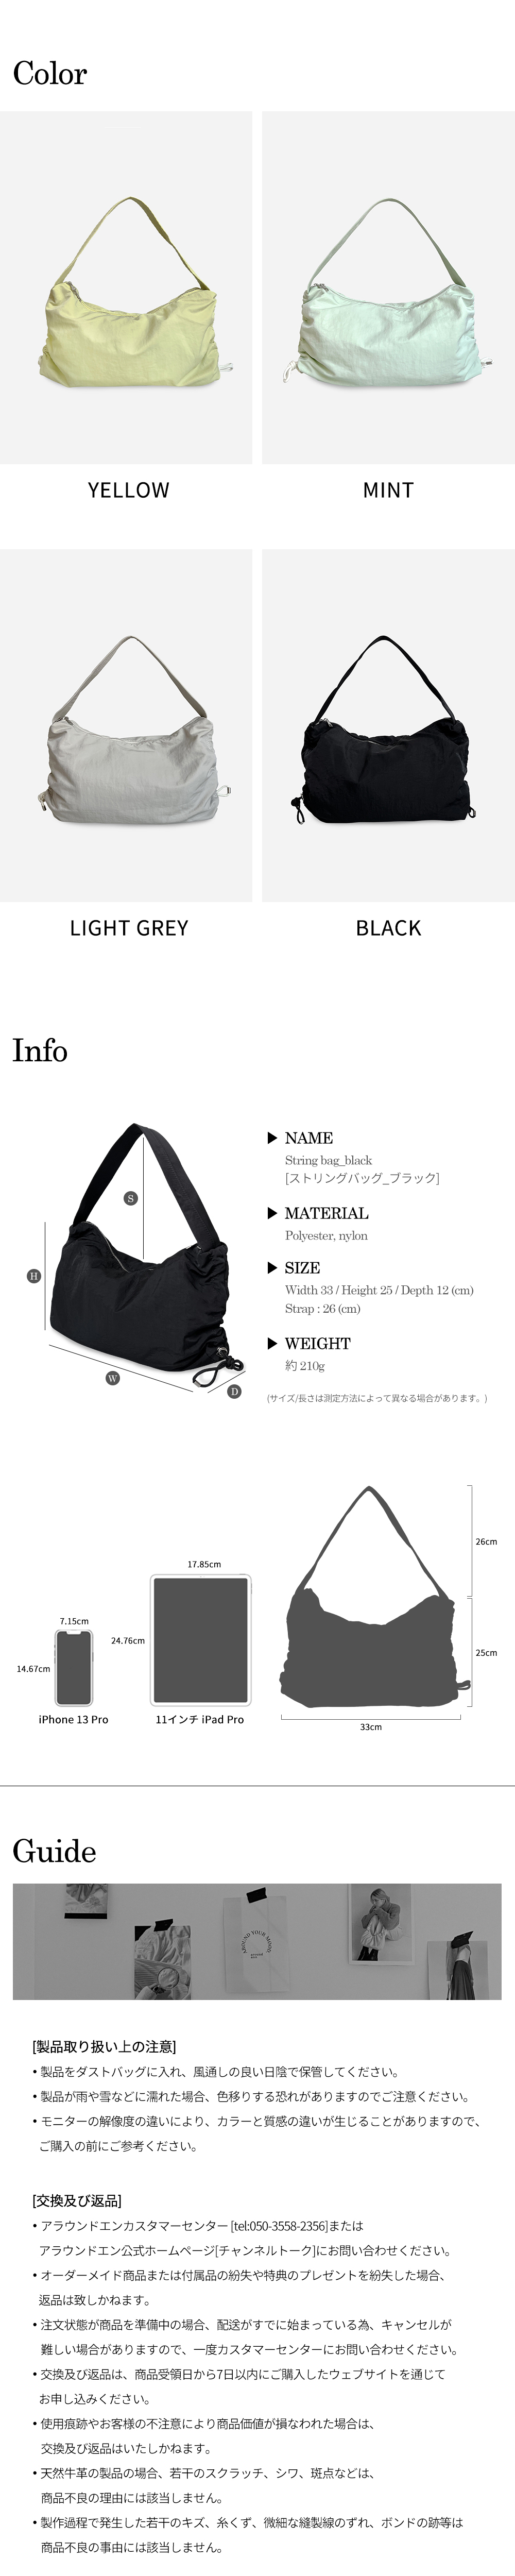 Color
YELLOW
MINT
LIGHT GREY
BLACK
Info
S
H
W
D
▶ NAME
String bag_black
[ストリングバッグ_ブラック]
▶ MATERIAL
Polyester, nylon
▶ SIZE
Width 33 / Height 25 / Depth 12 (cm)
Strap : 26 (cm)
▶ WEIGHT
約 210g
(サイズ/長さは測定方法によって異なる場合があります。)
7.15cm
14.67cm
iPhone 13 Pro
17.85cm
24.76cm
11インチ iPad Pro
26cm
25cm
33cm
Guide
AROUND YOUR MOOD
[製品取り扱い上の注意]
• 製品をダストバッグに入れ、風通しの良い日陰で保管してください。
• 製品が雨や雪などに濡れた場合、色移りする恐れがありますのでご注意ください。
• モニターの解像度の違いにより、カラーと質感の違いが生じることがありますので、
ご購入の前にご参考ください。
[交換及び返品]
• アラウンドエンカスタマーセンター [tel:050-3558-2356]または
アラウンドエン公式ホームページ[チャンネルトーク]にお問い合わせください。
• オーダーメイド商品または付属品の紛失や特典のプレゼントを紛失した場合、
返品は致しかねます。
• 注文状態が商品を準備中の場合、配送がすでに始まっている為、キャンセルが
難しい場合がありますので、一度カスタマーセンターにお問い合わせください。
• 交換及び返品は、商品受領日から7日以内にご購入したウェブサイトを通じて
お申し込みください。
• 使用痕跡やお客様の不注意により商品価値が損なわれた場合は、
交換及び返品はいたしかねます。
• 天然牛革の製品の場合、若干のスクラッチ、シワ、斑点などは、
商品不良の理由には該当しません。
• 製作過程で発生した若干のキズ、糸くず、微細な縫製線のずれ、ボンドの跡等は
商品不良の事由には該当しません。